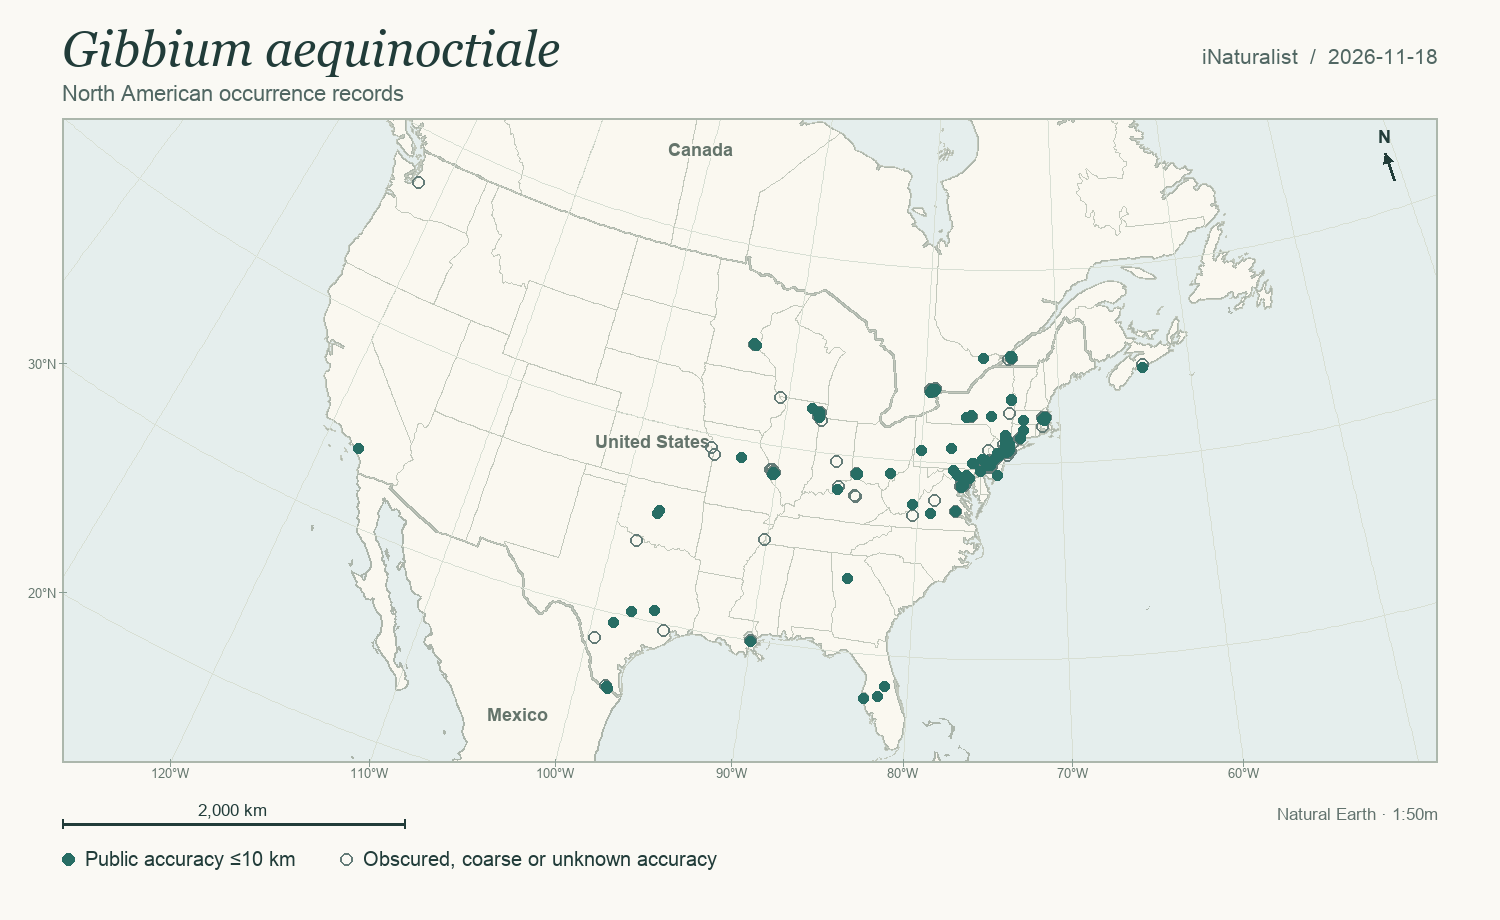 Gibbium aequinoctiale
iNaturalist / 2026-11-18
North American occurrence records
N
Canada
30°N
United States
20°N
Mexico
120°W 110°W 100°W 90°W 80°W 70°W 60°W
2,000 km
Natural Earth · 1:50m
Public accuracy ≤10 km
Obscured, coarse or unknown accuracy